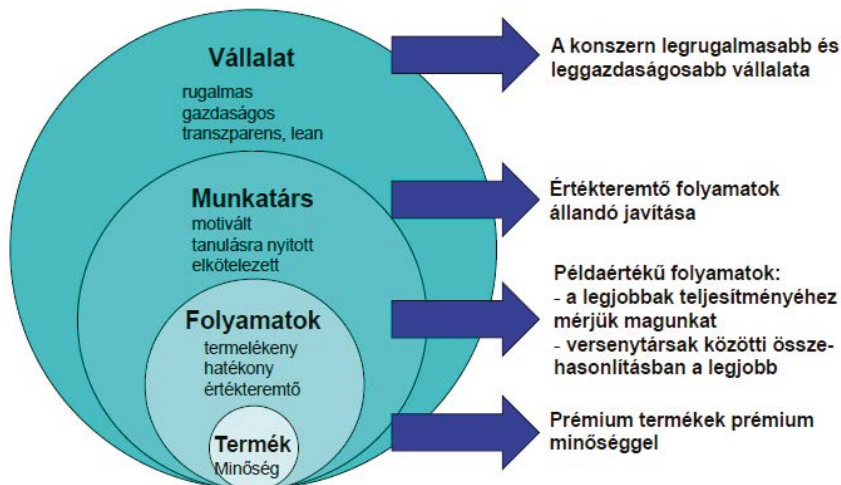 Vállalat
rugalmas
gazdaságos
transzparens, lean
A konszern legrugalmasabb és
leggazdaságosabb vállalata
Munkatárs
motivált
tanulásra nyitott
elkötelezett
Értékteremtő folyamatok
állandó javítása
Folyamatok
termelékeny
hatékony
értékteremtő
Példaértékű folyamatok:
- a legjobbak teljesítményéhez
mérjük magunkat
- versenytársak közötti össze-
hasonlításban a legjobb
Termék
Minőség
Prémium termékek prémium
minőséggel